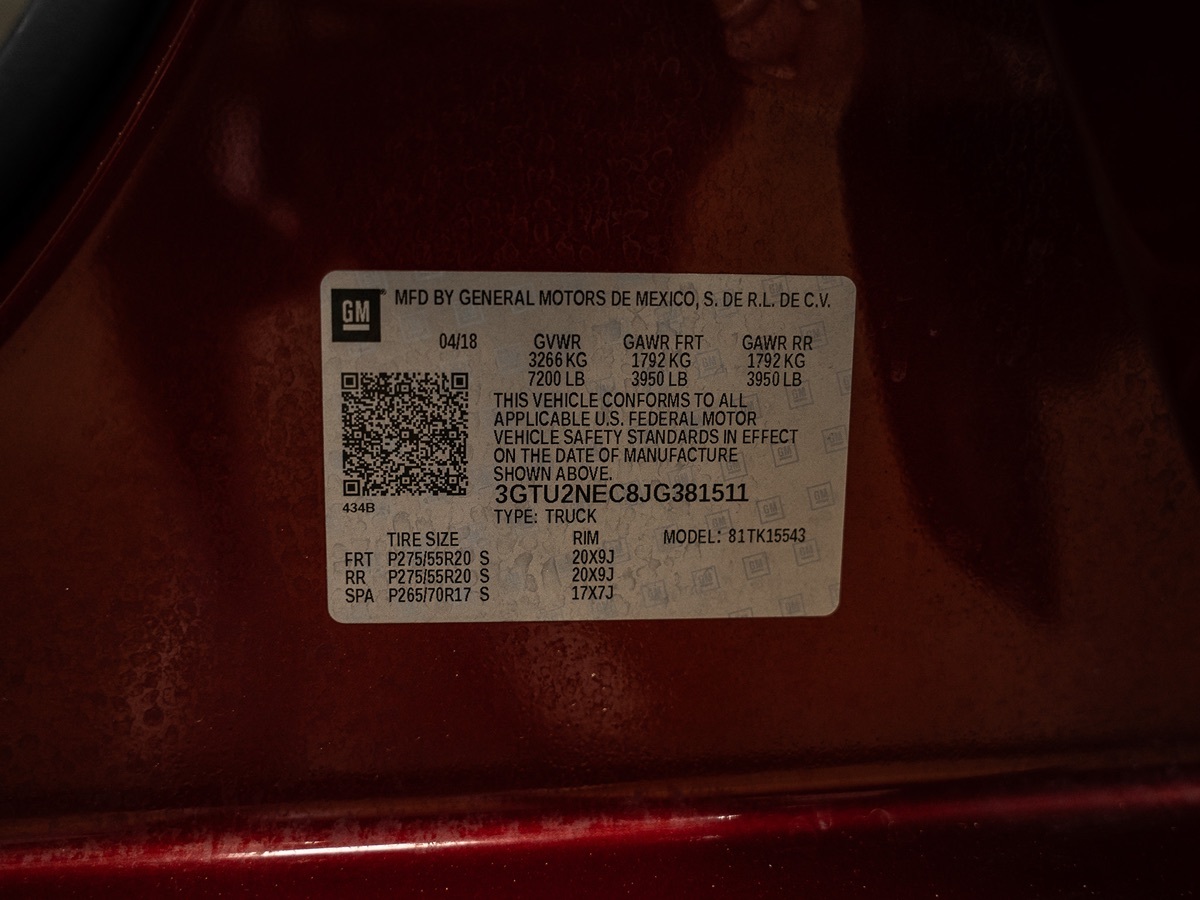 GM
MFD BY GENERAL MOTORS DE MEXICO, S. DE R.L. DE C.V.
04/18 GVWR GAWR FRT GAWR RR
3266 KG 1792 KG 1792 KG
7200 LB 3950 LB 3950 LB
THIS VEHICLE CONFORMS TO ALL
APPLICABLE U.S. FEDERAL MOTOR
VEHICLE SAFETY STANDARDS IN EFFECT
ON THE DATE OF MANUFACTURE
SHOWN ABOVE.
3GTU2NEC8JG381511
434B
TYPE: TRUCK
TIRE SIZE RIM MODEL: 81TK15543
FRT P275/55R20 S 20X9J
RR P275/55R20 S 20X9J
SPA P265/70R17 S 17X7J